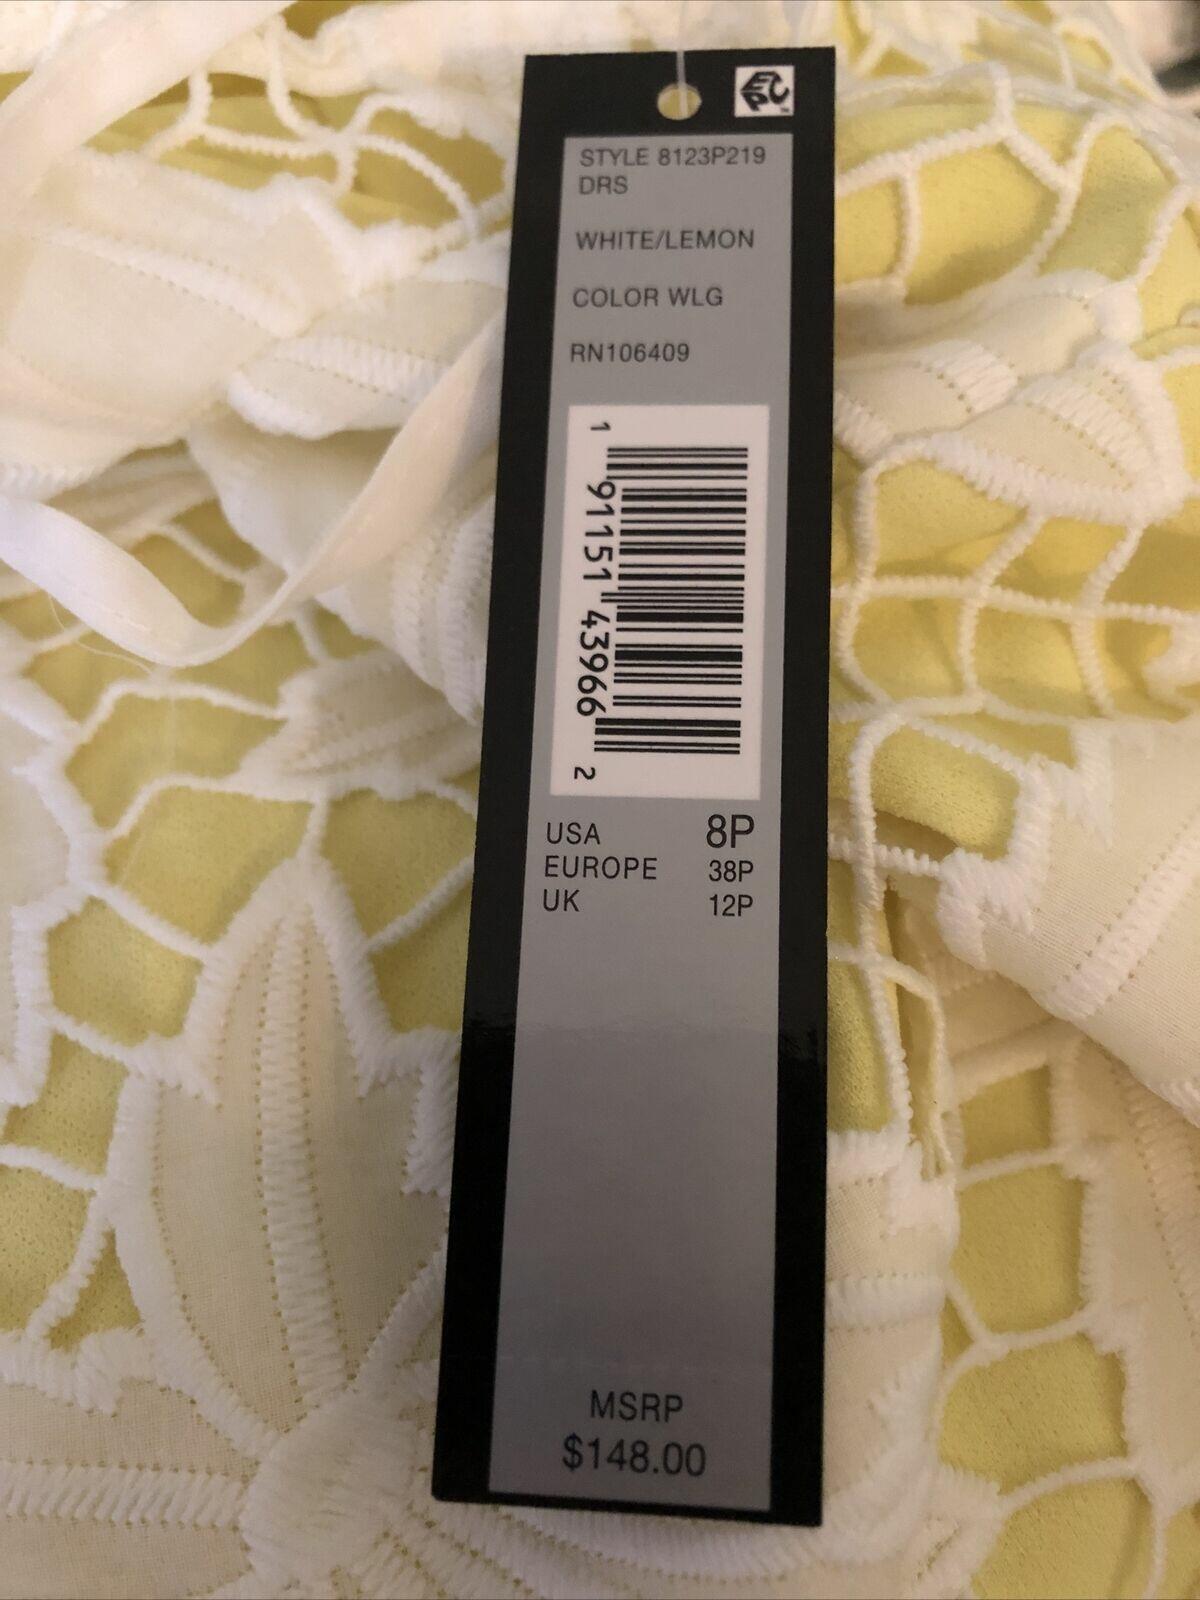 EPC
STYLE 8123P219
DRS
WHITE/LEMON
COLOR WLG
RN106409
1 91151 43966 2
USA 8P
EUROPE 38P
UK 12P
MSRP
$148.00